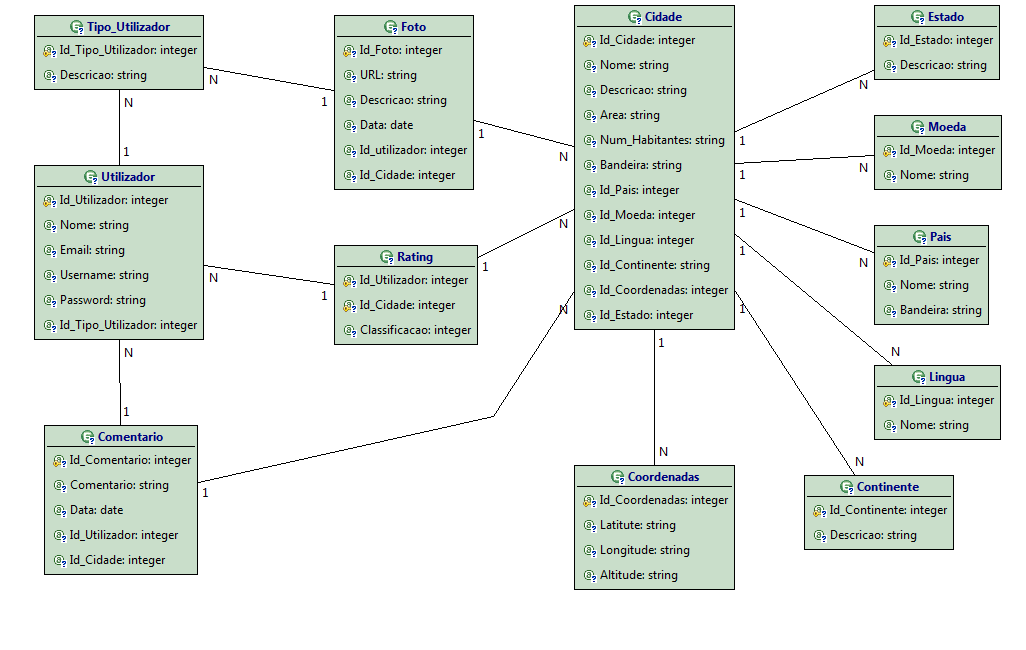 Tipo_Utilizador
Id_Tipo_Utilizador: integer
Descricao: string
N
N
1
1
Foto
Id_Foto: integer
URL: string
Descricao: string
Data: date
Id_utilizador: integer
Id_Cidade: integer
1
N
Cidade
Id_Cidade: integer
Nome: string
Descricao: string
Area: string
Num_Habitantes: string
Bandeira: string
Id_Pais: integer
Id_Moeda: integer
Id_Lingua: integer
Id_Continente: string
Id_Coordenadas: integer
Id_Estado: integer
Estado
Id_Estado: integer
Descricao: string
N
1
Moeda
Id_Moeda: integer
Nome: string
N
1
Pais
Id_Pais: integer
Nome: string
Bandeira: string
1
N
Utilizador
Id_Utilizador: integer
Nome: string
Email: string
Username: string
Password: string
Id_Tipo_Utilizador: integer
N
1
N
1
Rating
Id_Utilizador: integer
Id_Cidade: integer
Classificacao: integer
1
N
N
1
N
Lingua
Id_Lingua: integer
Nome: string
1
N
Continente
Id_Continente: integer
Descricao: string
Comentario
Id_Comentario: integer
Comentario: string
Data: date
Id_Utilizador: integer
Id_Cidade: integer
1
1
N
Coordenadas
Id_Coordenadas: integer
Latitute: string
Longitude: string
Altitude: string